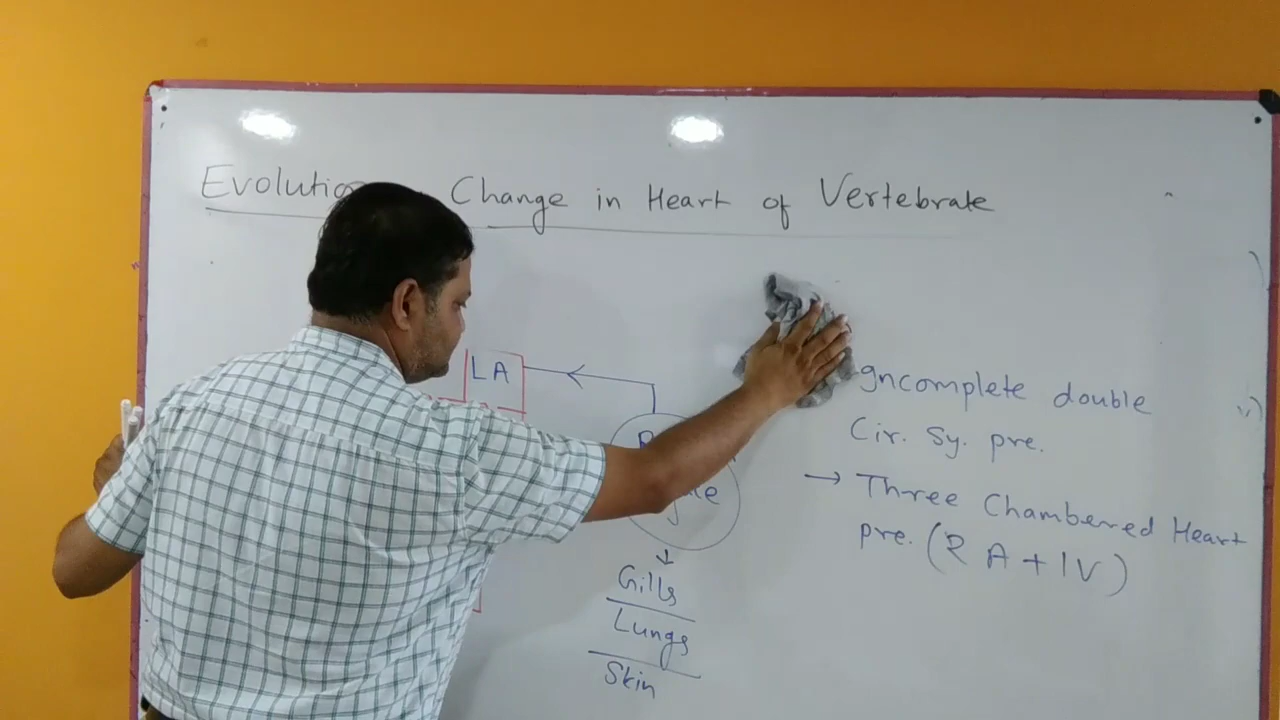 Evolutio Change in Heart of Vertebrate
LA
Gills
Lungs
Skin
Incomplete double
Cir. Sy. pre.
→ Three Chambered Heart
pre. (2 A + 1V)